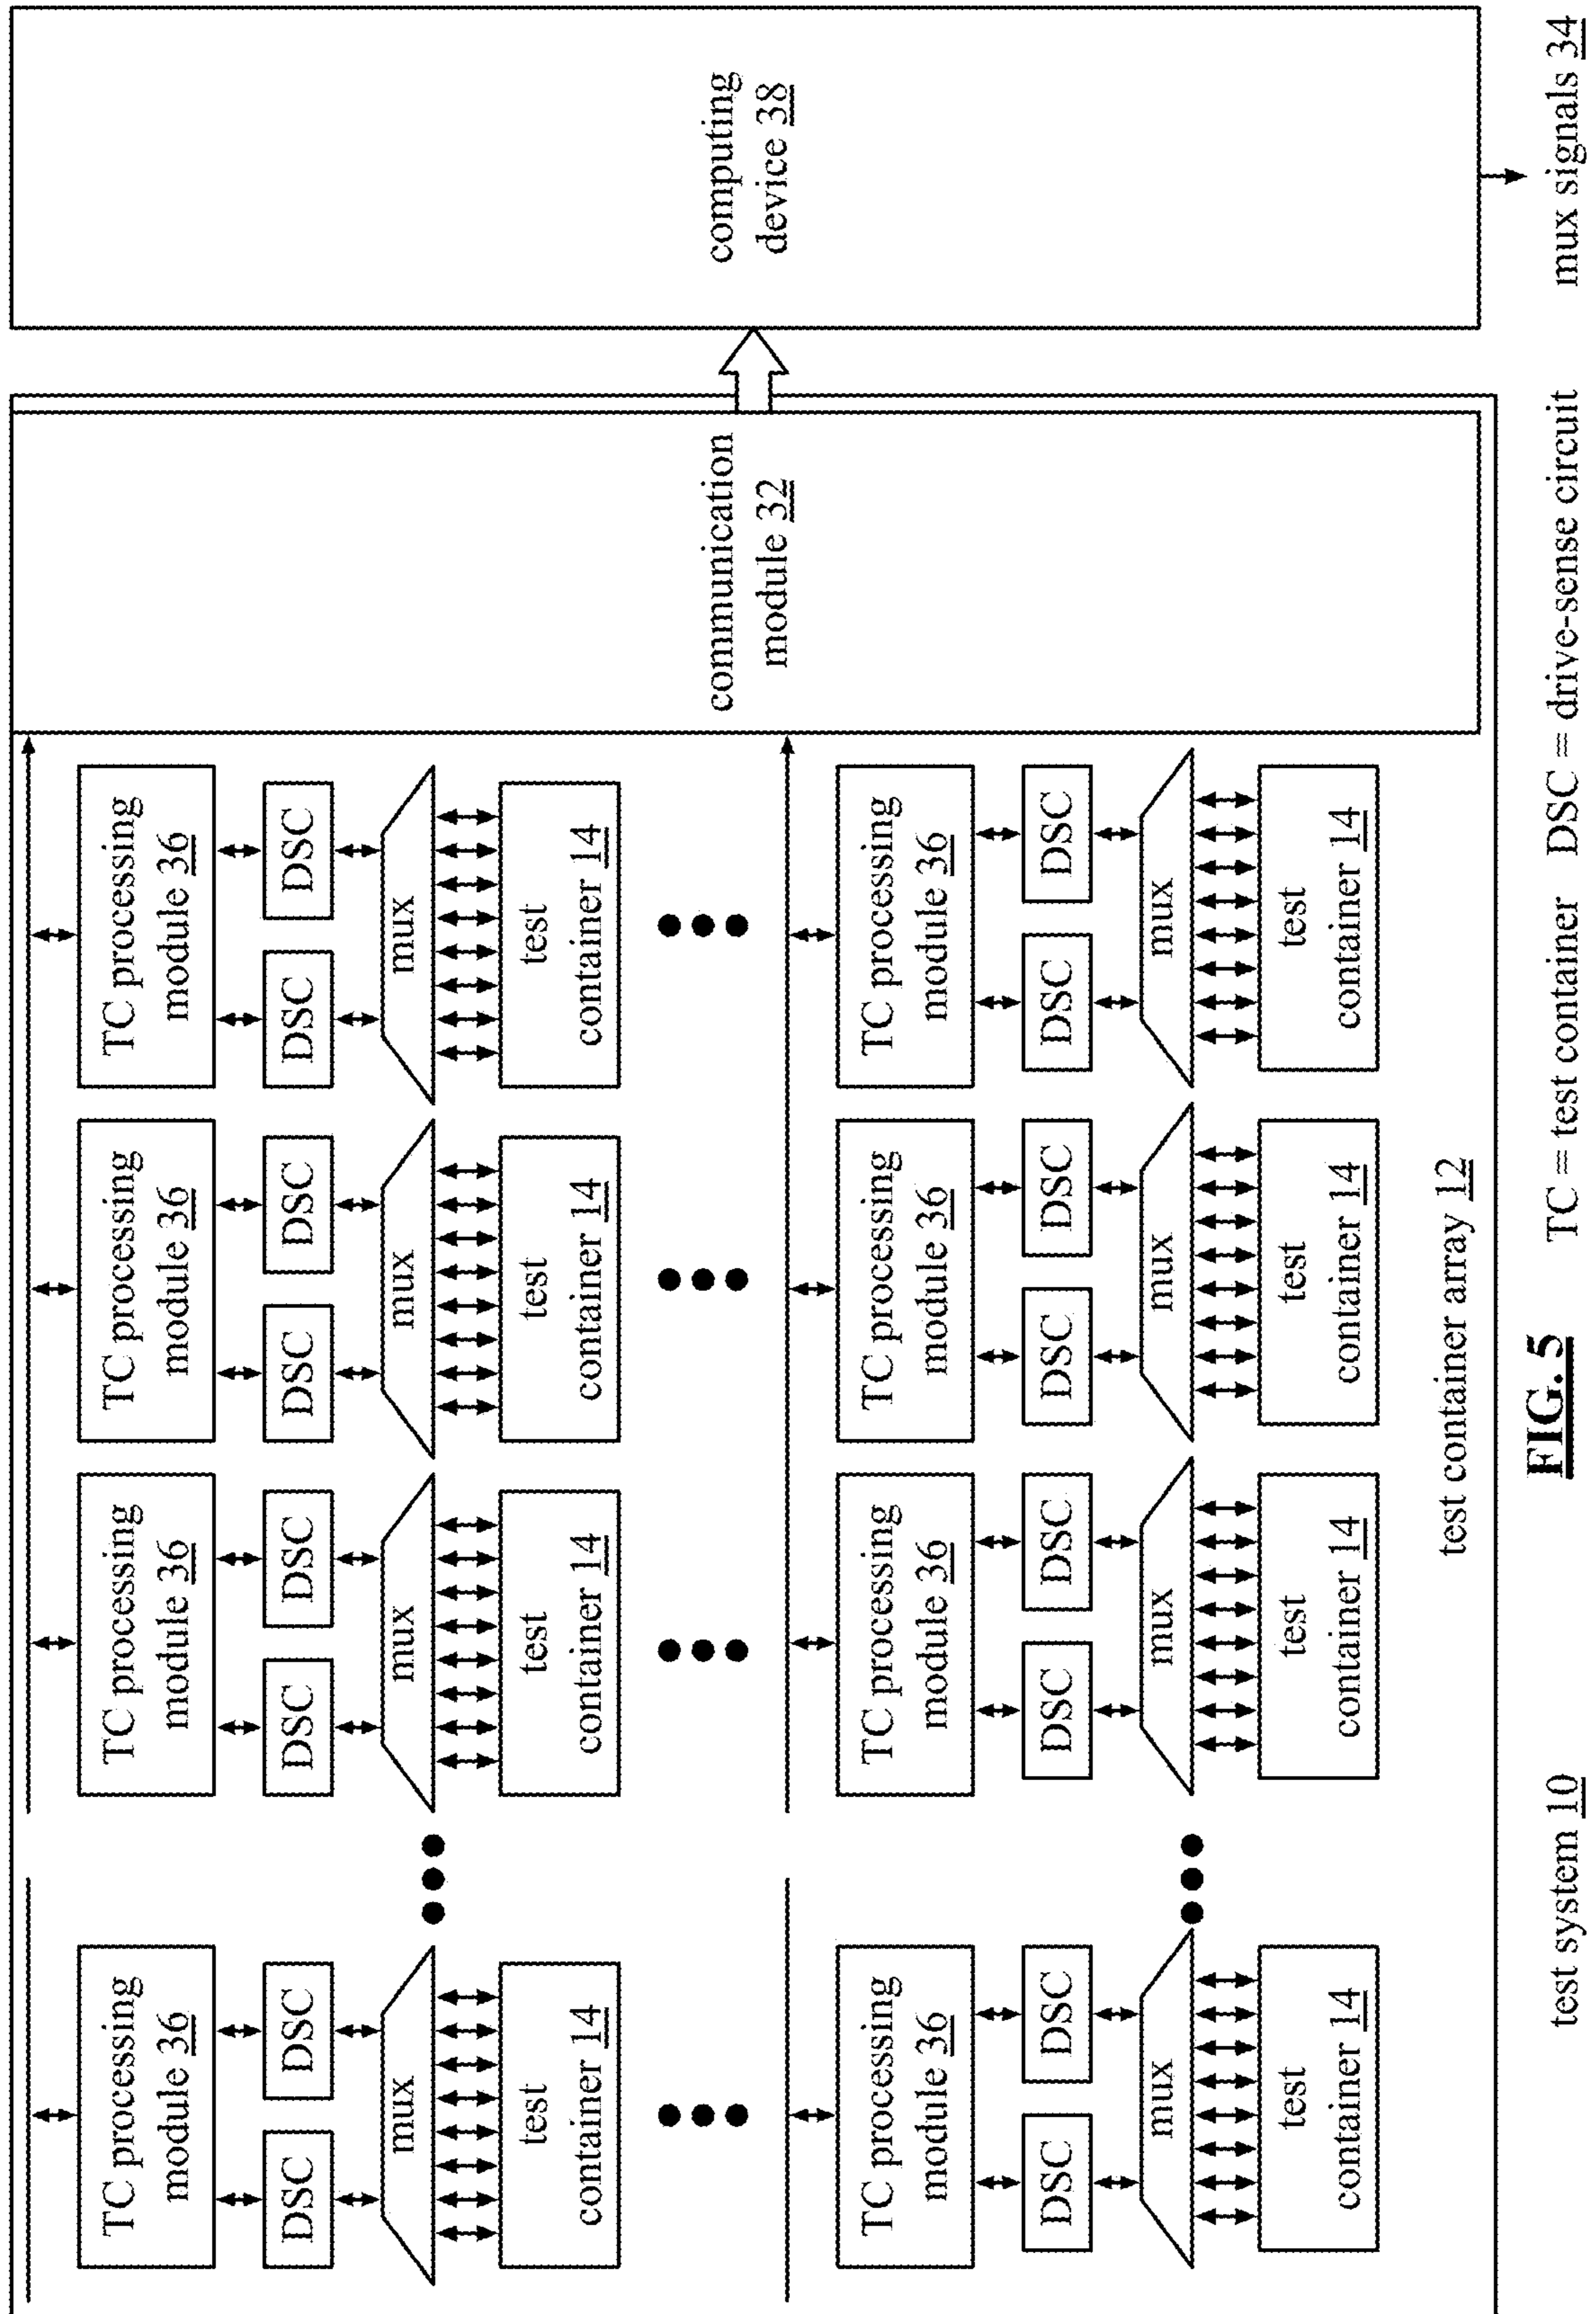 TC processing
module 36
TC processing
module 36
TC processing
module 36
TC processing
module 36
DSC
DSC
DSC
DSC
DSC
DSC
DSC
DSC
mux
mux
mux
mux
test
container 14
test
container 14
test
container 14
test
container 14
communication
module 32
computing
device 38
TC processing
module 36
TC processing
module 36
TC processing
module 36
TC processing
module 36
DSC
DSC
DSC
DSC
DSC
DSC
DSC
DSC
mux
mux
mux
mux
test
container 14
test
container 14
test
container 14
test
container 14
test container array 12
test system 10
FIG. 5
TC = test container DSC = drive-sense circuit
mux signals 34